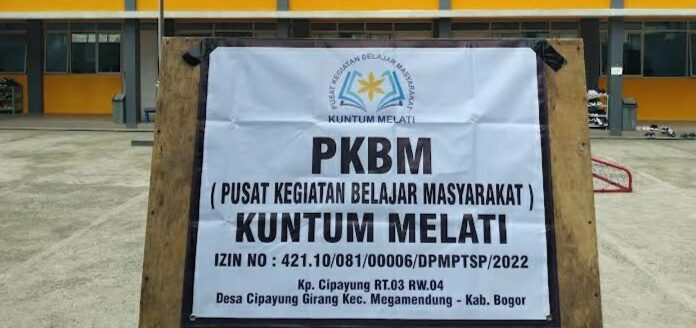 PUSAT KEGIATAN BELAJAR MASYARAKAT
KUNTUM MELATI
PKBM
( PUSAT KEGIATAN BELAJAR MASYARAKAT )
KUNTUM MELATI
IZIN NO : 421.10/081/00006/DPMPTSP/2022
Kp. Cipayung RT.03 RW.04
Desa Cipayung Girang Kec. Megamendung - Kab. Bogor